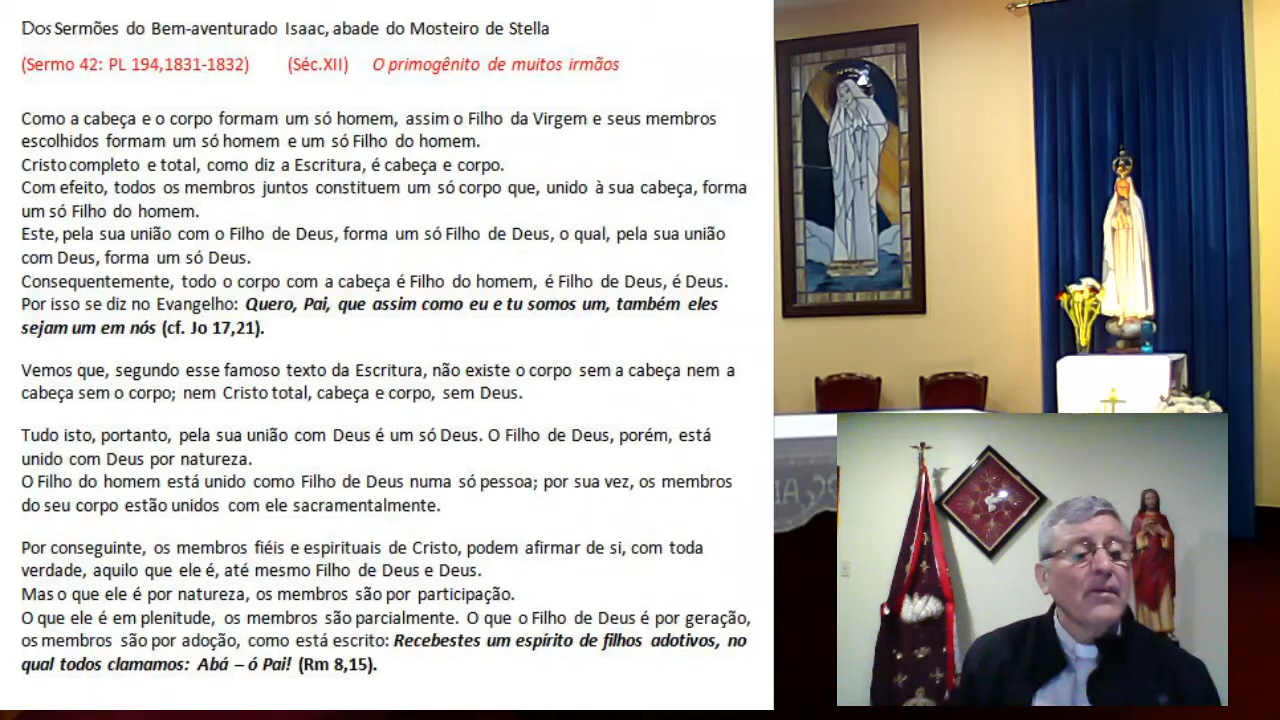 Dos Sermões do Bem-aventurado Isaac, abade do Mosteiro de Stella
(Sermo 42: PL 194,1831-1832) (Séc.XII) O primogênito de muitos irmãos
Como a cabeça e o corpo formam um só homem, assim o Filho da Virgem e seus membros
escolhidos formam um só homem e um só Filho do homem.
Cristo completo e total, como diz a Escritura, é cabeça e corpo.
Com efeito, todos os membros juntos constituem um só corpo que, unido à sua cabeça, forma
um só Filho do homem.
Este, pela sua união com o Filho de Deus, forma um só Filho de Deus, o qual, pela sua união
com Deus, forma um só Deus.
Consequentemente, todo o corpo com a cabeça é Filho do homem, é Filho de Deus, é Deus.
Por isso se diz no Evangelho: Quero, Pai, que assim como eu e tu somos um, também eles
sejam um em nós (cf. Jo 17,21).
Vemos que, segundo esse famoso texto da Escritura, não existe o corpo sem a cabeça nem a
cabeça sem o corpo; nem Cristo total, cabeça e corpo, sem Deus.
Tudo isto, portanto, pela sua união com Deus é um só Deus. O Filho de Deus, porém, está
unido com Deus por natureza.
O Filho do homem está unido como Filho de Deus numa só pessoa; por sua vez, os membros
do seu corpo estão unidos com ele sacramentalmente.
Por conseguinte, os membros fiéis e espirituais de Cristo, podem afirmar de si, com toda
verdade, aquilo que ele é, até mesmo Filho de Deus e Deus.
Mas o que ele é por natureza, os membros são por participação.
O que ele é em plenitude, os membros são parcialmente. O que o Filho de Deus é por geração,
os membros são por adoção, como está escrito: Recebestes um espírito de filhos adotivos, no
qual todos clamamos: Abá – ó Pai! (Rm 8,15).